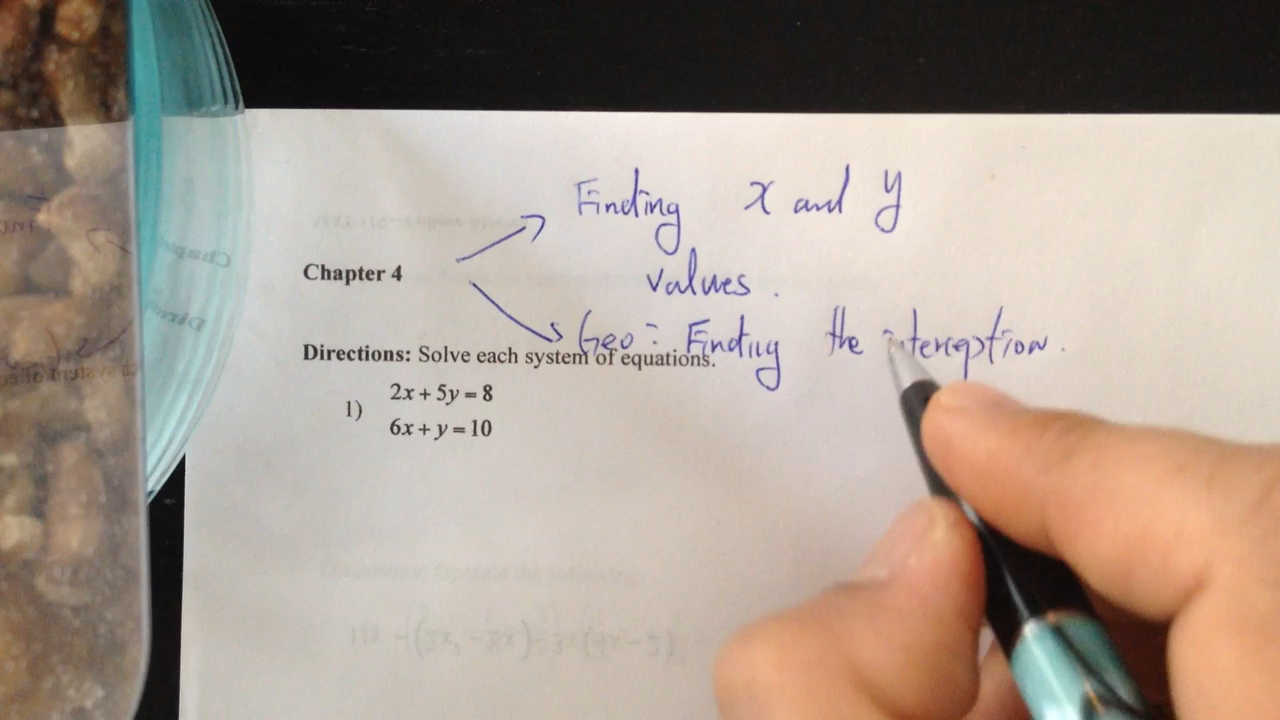 Finding x and y
values.
Chapter 4
Geo: Finding the interception.
Directions: Solve each system of equations.
2x + 5y = 8
1)
6x + y = 10